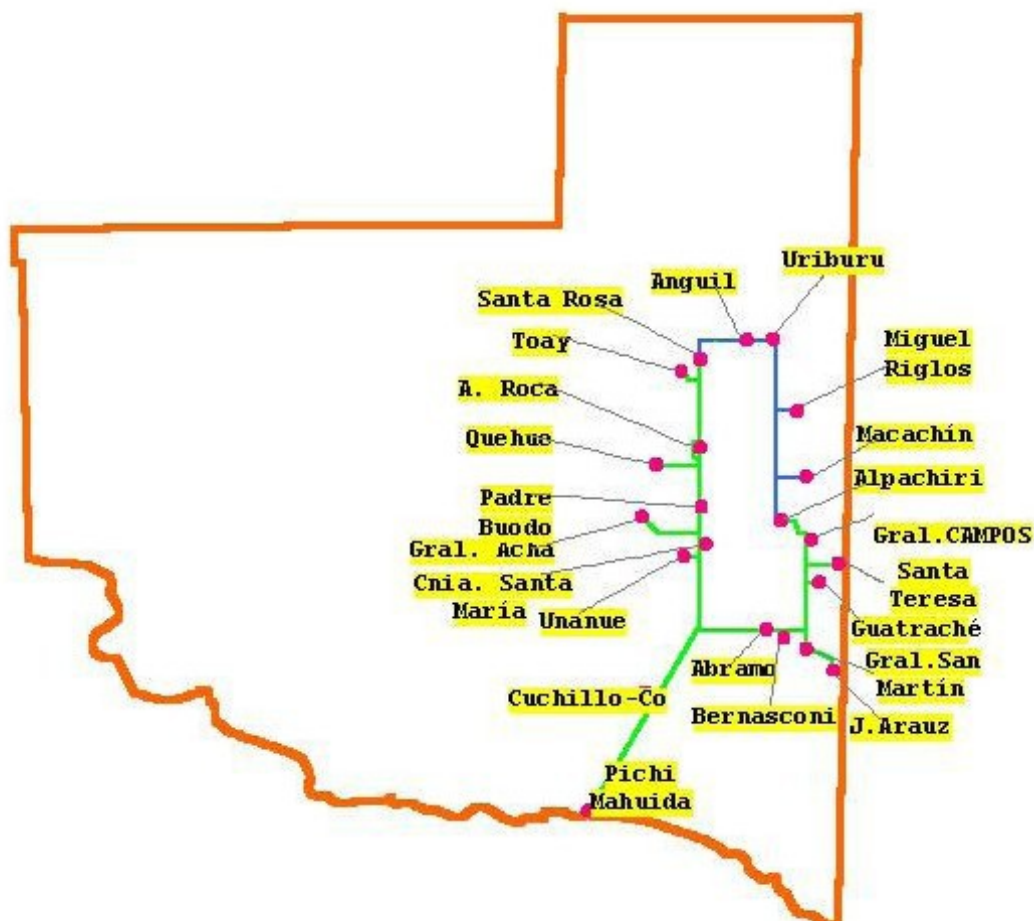 Uriburu
Anguil
Santa Rosa
Toay
Miguel
Riglos
A. Roca
Quehue
Macachín
Alpachiri
Padre
Buodo
Gral. Acha
Gral.CAMPOS
Cnia. Santa
María
Unanue
Santa
Teresa
Guatraché
Abramo
Gral.San
Martín
Cuchillo-Co
Bernasconi
J.Arauz
Pichi
Mahuida